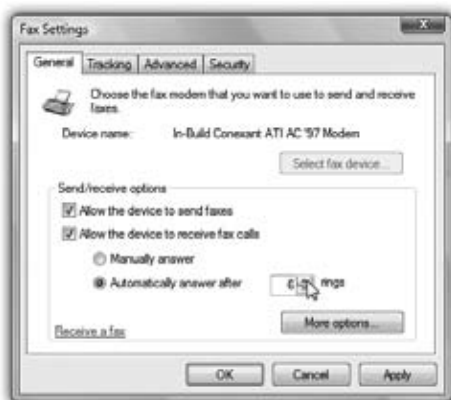 Fax Settings
General Tracking Advanced Security
Choose the fax modem that you want to use to send and receive
faxes.
Device name: In-Build Conexant ATI AC '97 Modem
Select fax device...
Send/receive options
Allow the device to send faxes
Allow the device to receive fax calls
Manually answer
Automatically answer after rings
More options...
Receive a fax
OK Cancel Apply